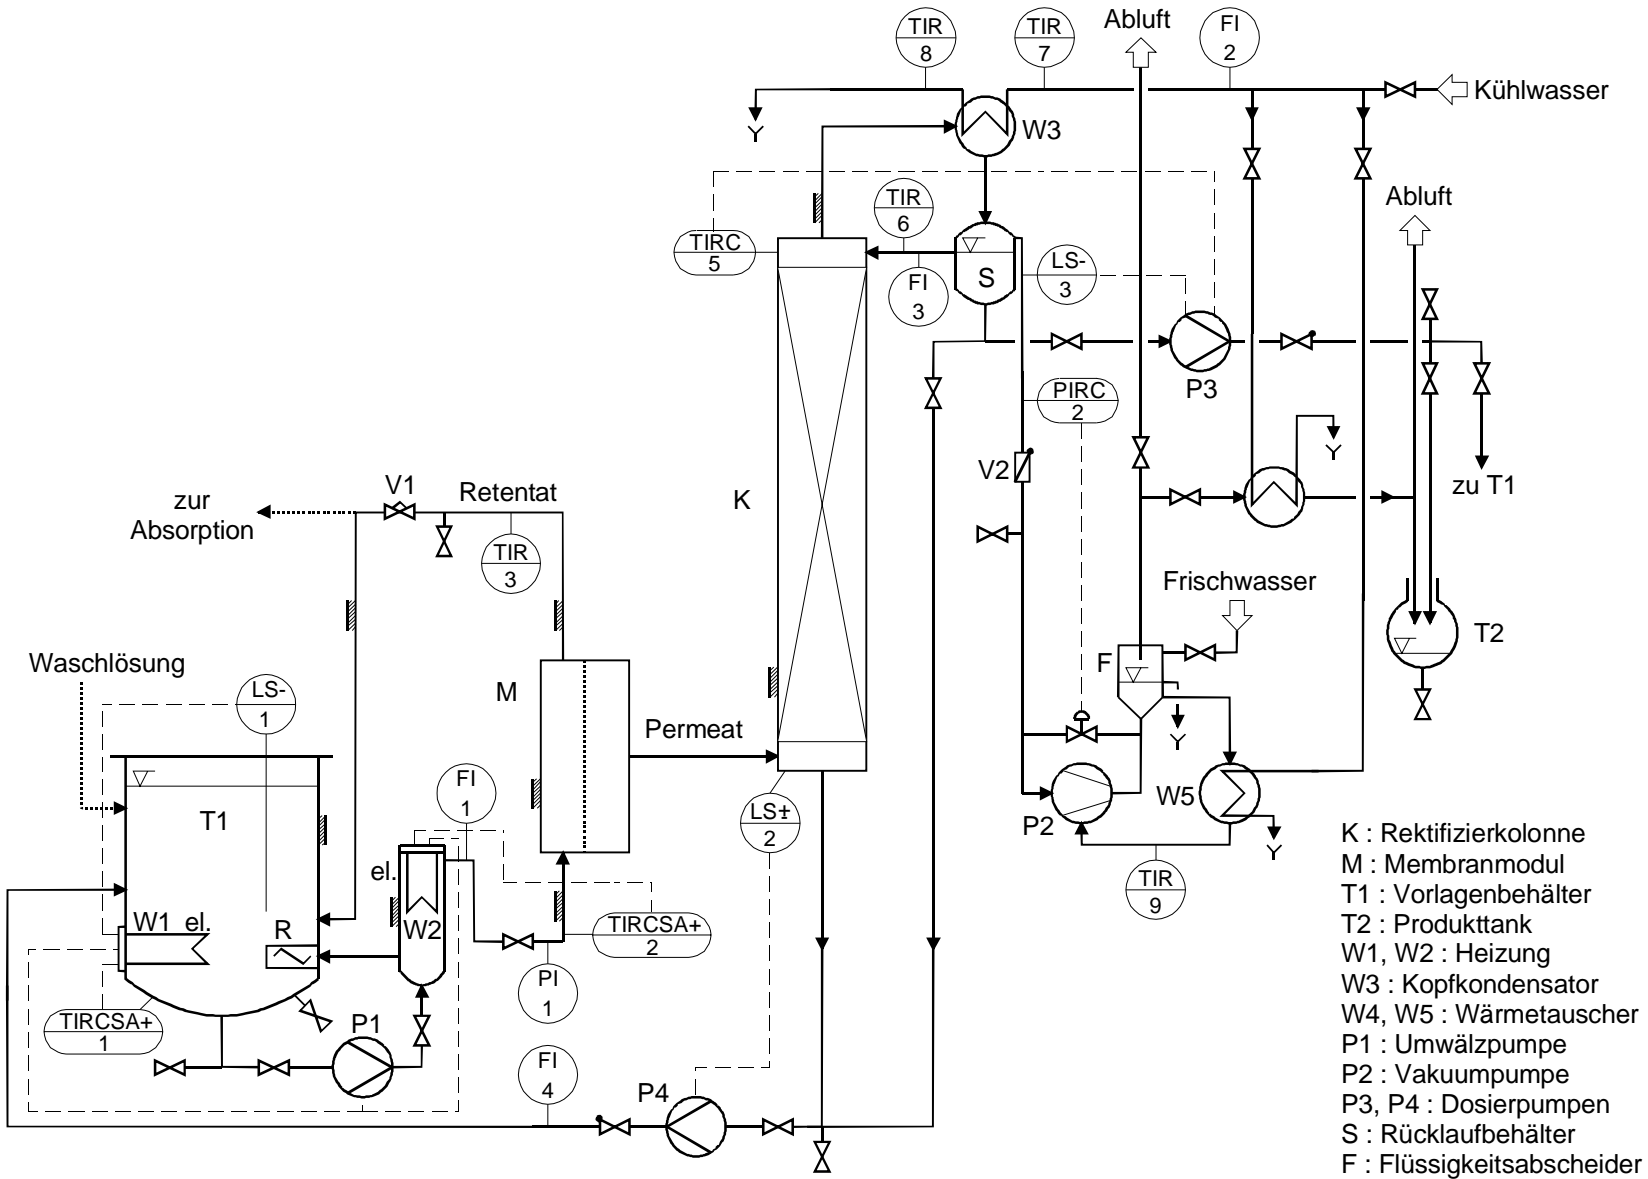 TIR
8
TIR
7
Abluft
FI
2
Kühlwasser
W3
TIR
6
Abluft
TIRC
5
FI
3
S
LS-
3
P3
PIRC
2
V2
K
zu T1
V1
Retentat
zur
Absorption
TIR
3
Frischwasser
T2
F
Waschlösung
LS-
1
M
Permeat
T1
FI
1
LS±
2
P2
W5
el.
W1 el.
R
W2
TIRCSA+
2
TIR
9
PI
1
TIRCSA+
1
P1
FI
4
P4
K : Rektifizierkolonne
M : Membranmodul
T1 : Vorlagenbehälter
T2 : Produkttank
W1, W2 : Heizung
W3 : Kopfkondensator
W4, W5 : Wärmetauscher
P1 : Umwälzpumpe
P2 : Vakuumpumpe
P3, P4 : Dosierpumpen
S : Rücklaufbehälter
F : Flüssigkeitsabscheider